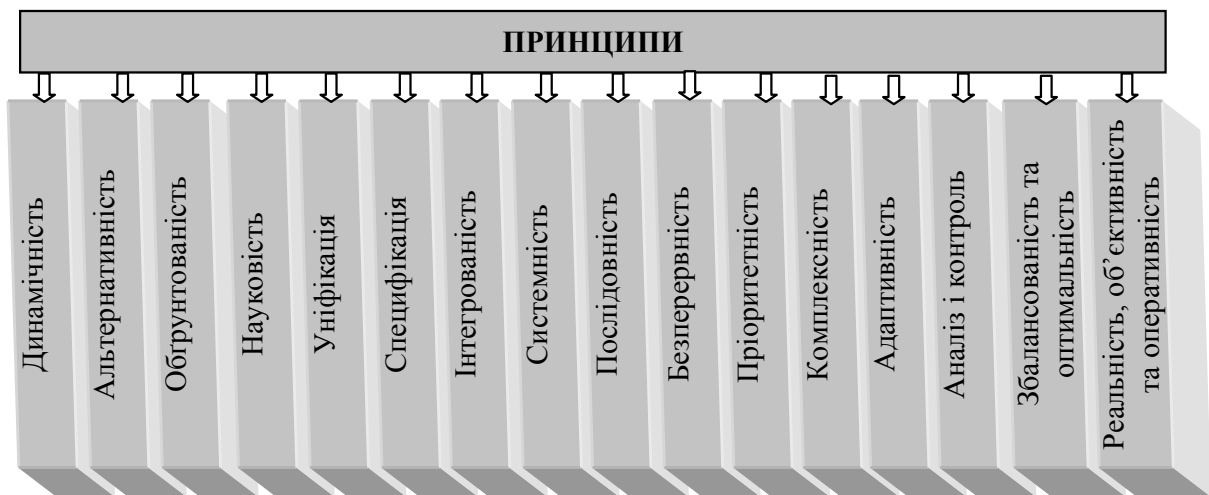 ПРИНЦИПИ
Динамічність
Альтернативність
Обґрунтованість
Науковість
Уніфікація
Специфікація
Інтегрованість
Системність
Послідовність
Безперервність
Пріоритетність
Комплексність
Адаптивність
Аналіз і контроль
Збалансованість та
оптимальність
Реальність, об’єктивність
та оперативність